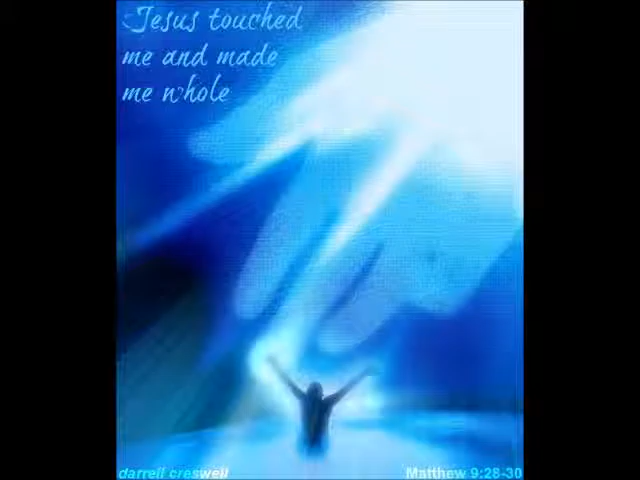 Jesus touched
me and made
me whole
darrell creswell
Matthew 9:28-30